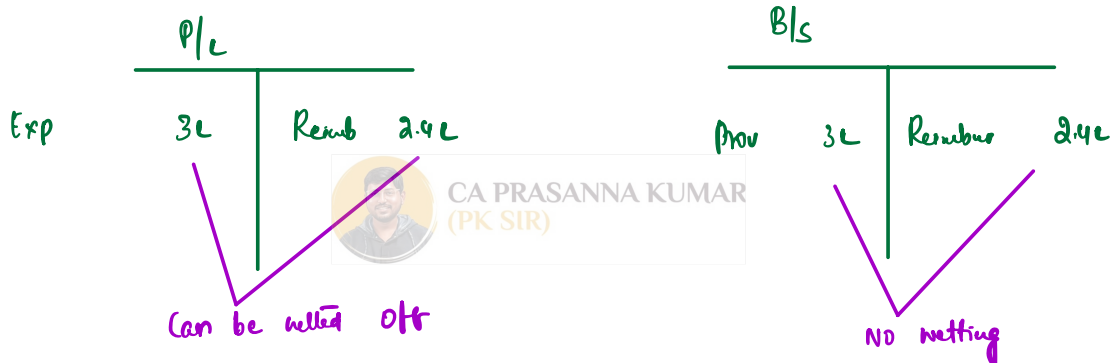 P/L
B/S
Exp 3L Reimb 2.4L
Prov 3L Reimbur 2.4L
CA PRASANNA KUMAR
(PK SIR)
Can be netted off
NO netting